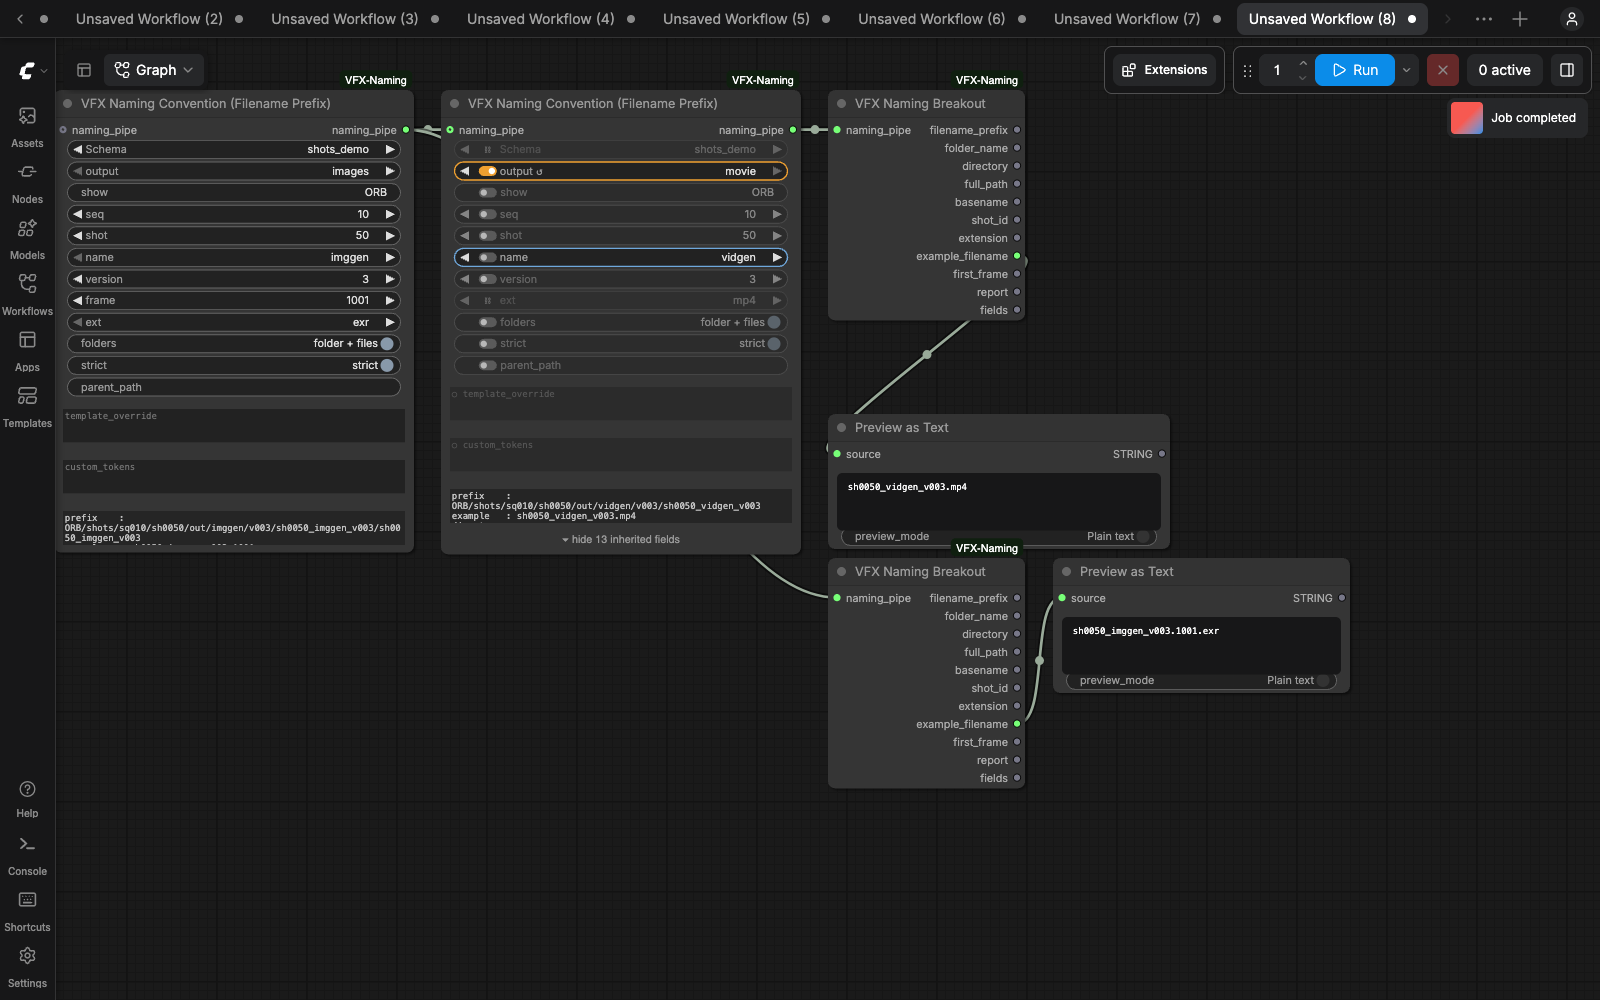 Unsaved Workflow (2)
Unsaved Workflow (3)
Unsaved Workflow (4)
Unsaved Workflow (5)
Unsaved Workflow (6)
Unsaved Workflow (7)
Unsaved Workflow (8)
Graph
Extensions
1
Run
0 active
Job completed
Assets
Nodes
Models
Workflows
Apps
Templates
Help
Console
Shortcuts
Settings
VFX-Naming
VFX Naming Convention (Filename Prefix)
naming_pipe naming_pipe
Schema shots_demo
output images
show ORB
seq 10
shot 50
name imggen
version 3
frame 1001
ext exr
folders folder + files
strict strict
parent_path
template_override
custom_tokens
prefix :
ORB/shots/sq010/sh0050/out/imggen/v003/sh0050_imggen_v003/sh00
50_imggen_v003
VFX-Naming
VFX Naming Convention (Filename Prefix)
naming_pipe naming_pipe
Schema shots_demo
output movie
show ORB
seq 10
shot 50
name vidgen
version 3
ext mp4
folders folder + files
strict strict
parent_path
template_override
custom_tokens
prefix :
ORB/shots/sq010/sh0050/out/vidgen/v003/sh0050_vidgen_v003
example : sh0050_vidgen_v003.mp4
hide 13 inherited fields
VFX-Naming
VFX Naming Breakout
naming_pipe filename_prefix
folder_name
directory
full_path
basename
shot_id
extension
example_filename
first_frame
report
fields
Preview as Text
source STRING
sh0050_vidgen_v003.mp4
preview_mode Plain text
VFX-Naming
VFX Naming Breakout
naming_pipe filename_prefix
folder_name
directory
full_path
basename
shot_id
extension
example_filename
first_frame
report
fields
Preview as Text
source STRING
sh0050_imggen_v003.1001.exr
preview_mode Plain text